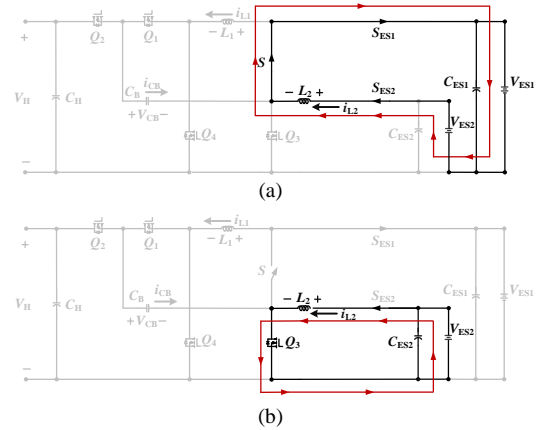 Q2 Q1 iL1
− L1 +
SES1
VH CH CB iCB
+VCB−
S − L2 + SES2
iL2
CES1 VES1
Q4 Q3 CES2 VES2
+
−
(a)
Q2 Q1 iL1
− L1 +
SES1
VH CH CB iCB
+VCB−
S − L2 + SES2
iL2
CES1 VES1
Q4 Q3 CES2 VES2
+
−
(b)